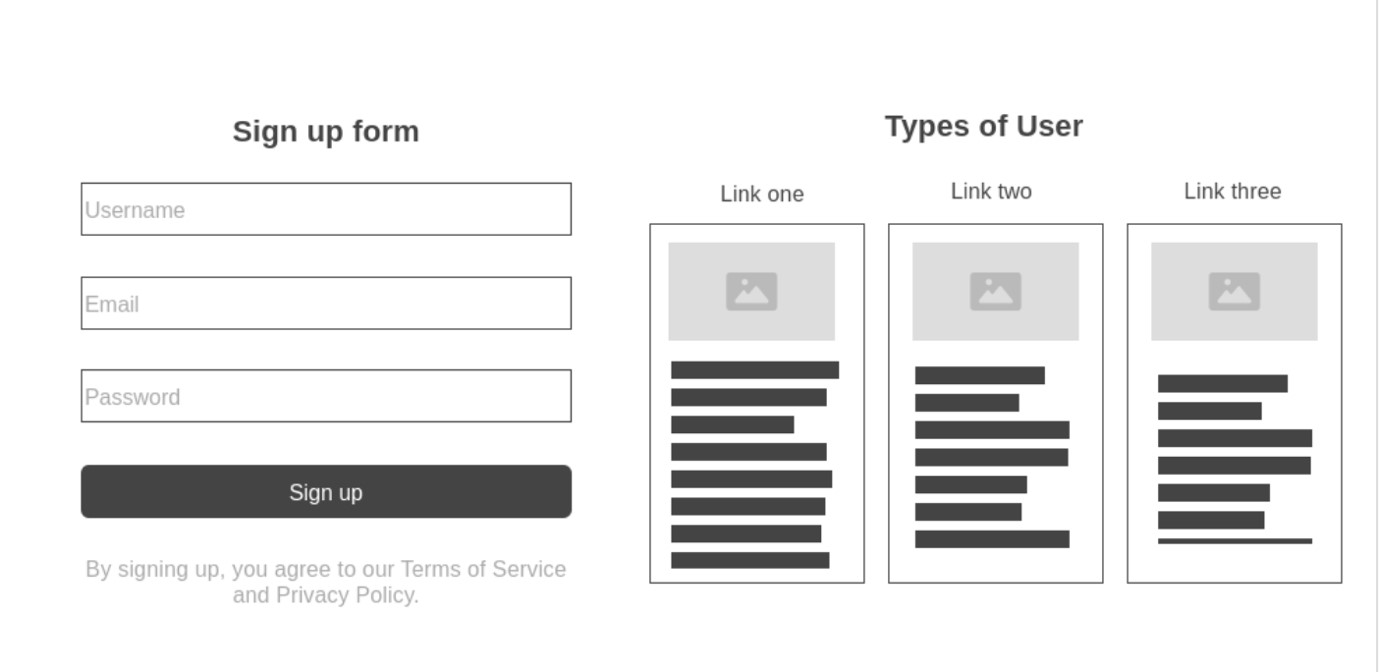 Sign up form
Username
Email
Password
Sign up
By signing up, you agree to our Terms of Service
and Privacy Policy.
Types of User
Link one
Link two
Link three